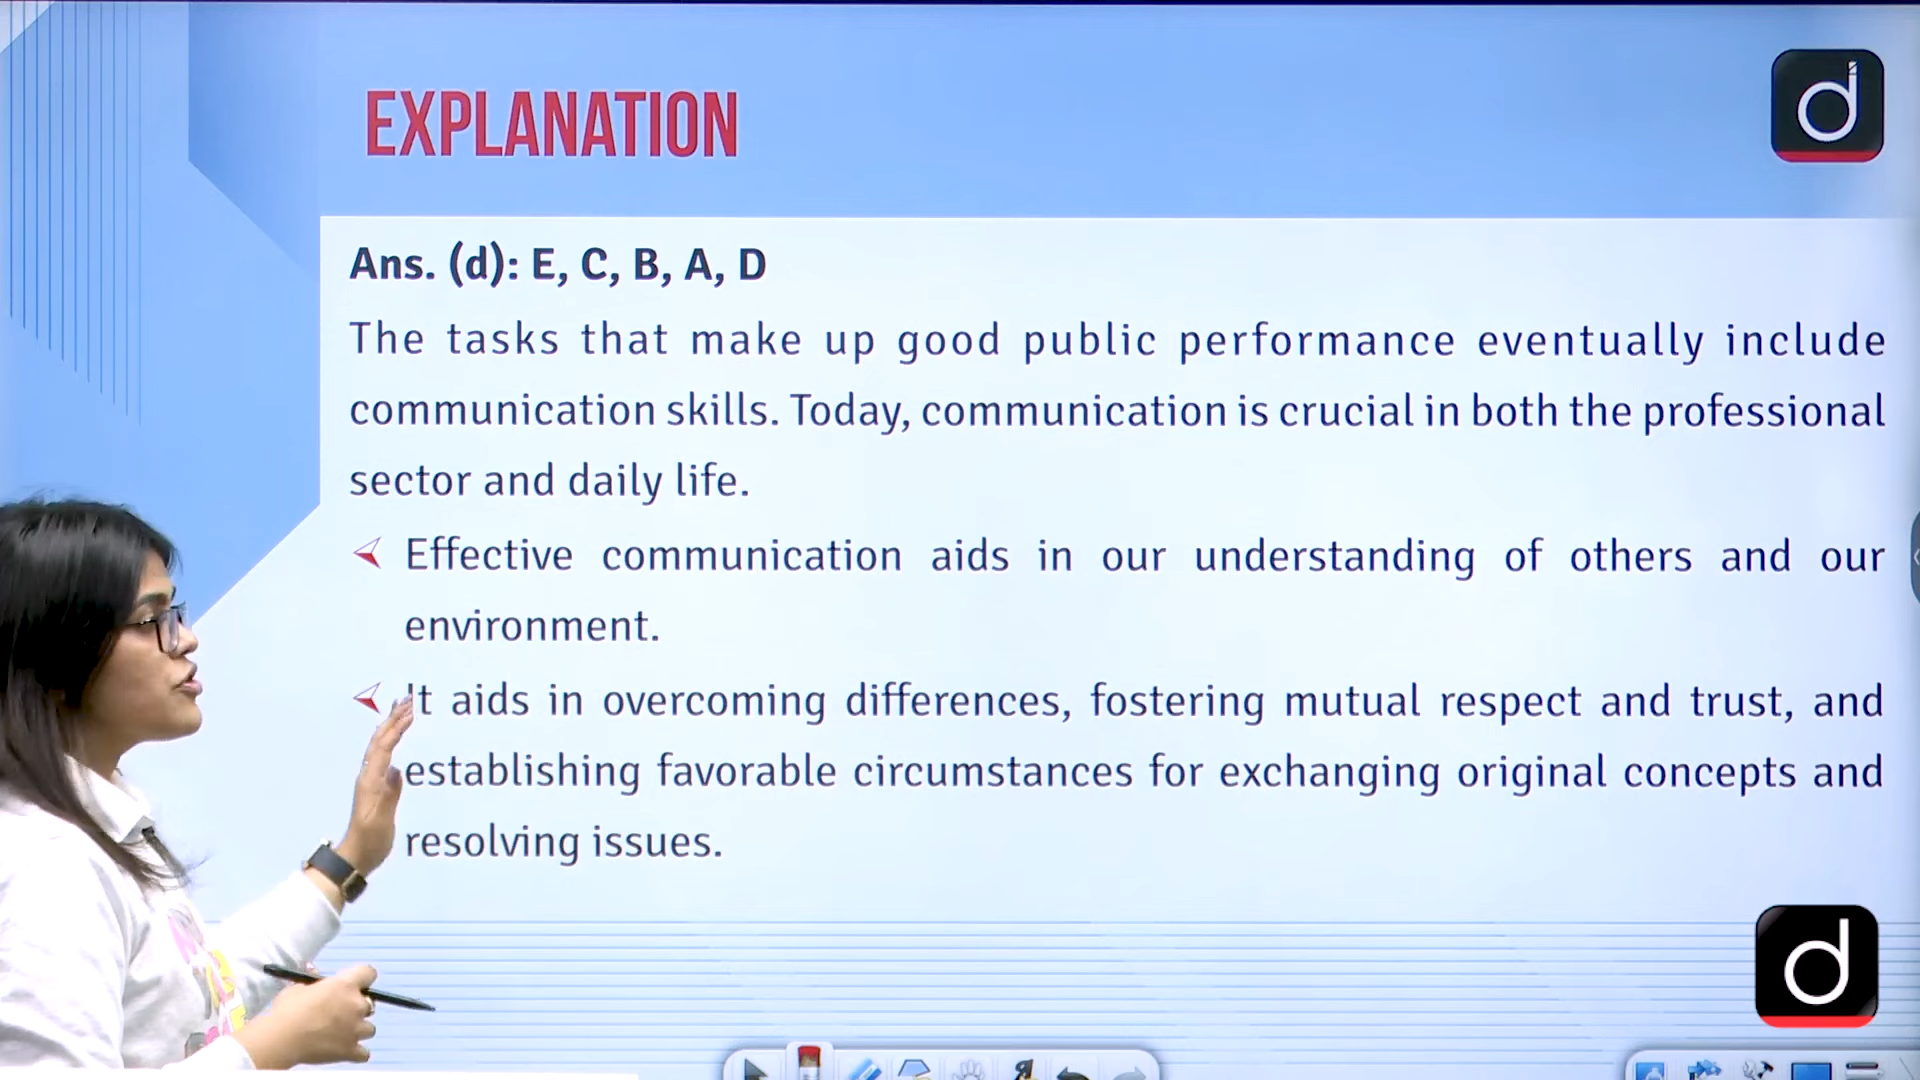 EXPLANATION
d
Ans. (d): E, C, B, A, D
The tasks that make up good public performance eventually include
communication skills. Today, communication is crucial in both the professional
sector and daily life.
Effective communication aids in our understanding of others and our
environment.
It aids in overcoming differences, fostering mutual respect and trust, and
establishing favorable circumstances for exchanging original concepts and
resolving issues.
d